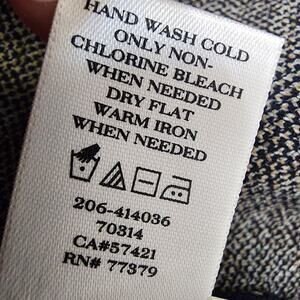 HAND WASH COLD
ONLY NON-
CHLORINE BLEACH
WHEN NEEDED
DRY FLAT
WARM IRON
WHEN NEEDED
206-414036
70314
CA#57421
RN# 77379